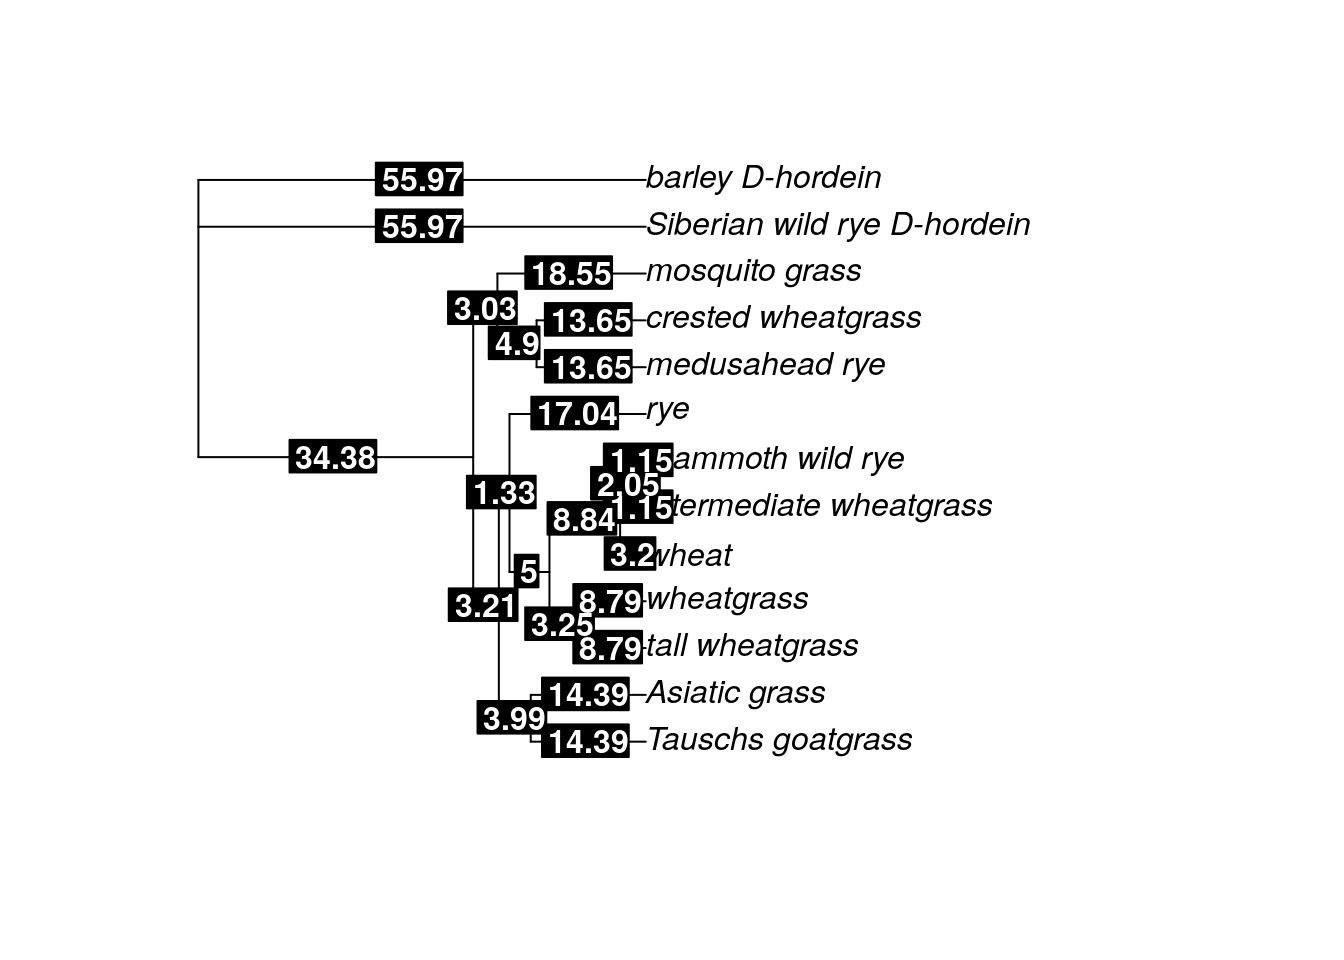 55.97 barley D-hordein
55.97 Siberian wild rye D-hordein
18.55 mosquito grass
3.03
13.65 crested wheatgrass
4.9
13.65 medusahead rye
17.04 rye
34.38
1.15 ammoth wild rye
2.05
1.33
1.15 termediate wheatgrass
8.84
3.2 wheat
5
8.79 wheatgrass
3.21
3.25
8.79 tall wheatgrass
14.39 Asiatic grass
3.99
14.39 Tauschs goatgrass